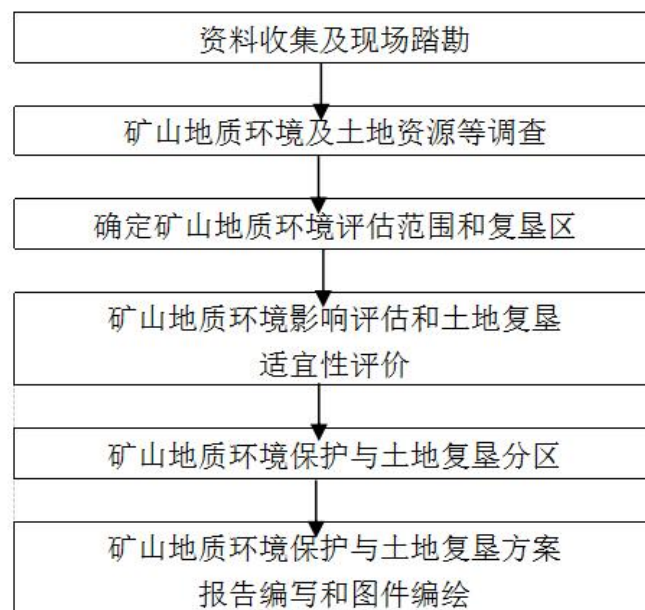 资料收集及现场踏勘
矿山地质环境及土地资源等调查
确定矿山地质环境评估范围和复垦区
矿山地质环境影响评估和土地复垦
适宜性评价
矿山地质环境保护与土地复垦分区
矿山地质环境保护与土地复垦方案
报告编写和图件编绘